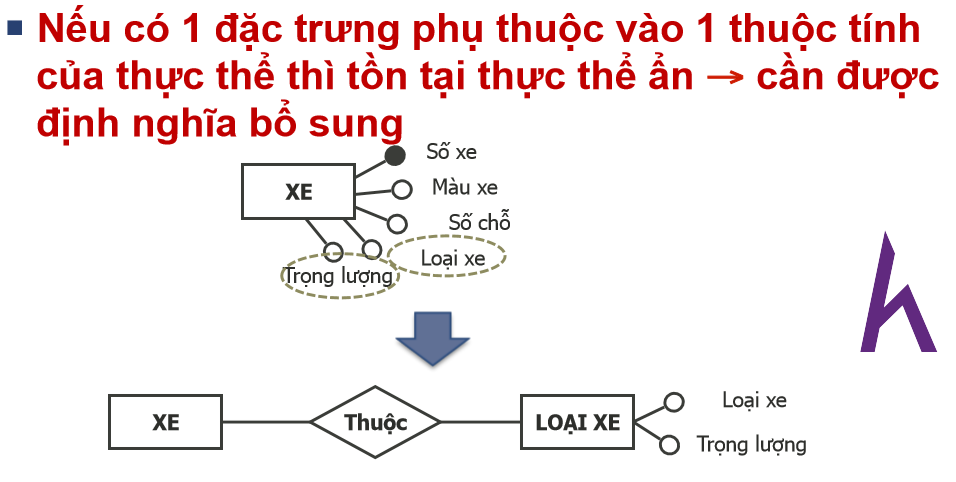 Nếu có 1 đặc trưng phụ thuộc vào 1 thuộc tính
của thực thể thì tồn tại thực thể ẩn → cần được
định nghĩa bổ sung
Số xe
XE
Màu xe
Số chỗ
Loại xe
Trọng lượng
XE
Thuộc
LOẠI XE
Loại xe
Trọng lượng